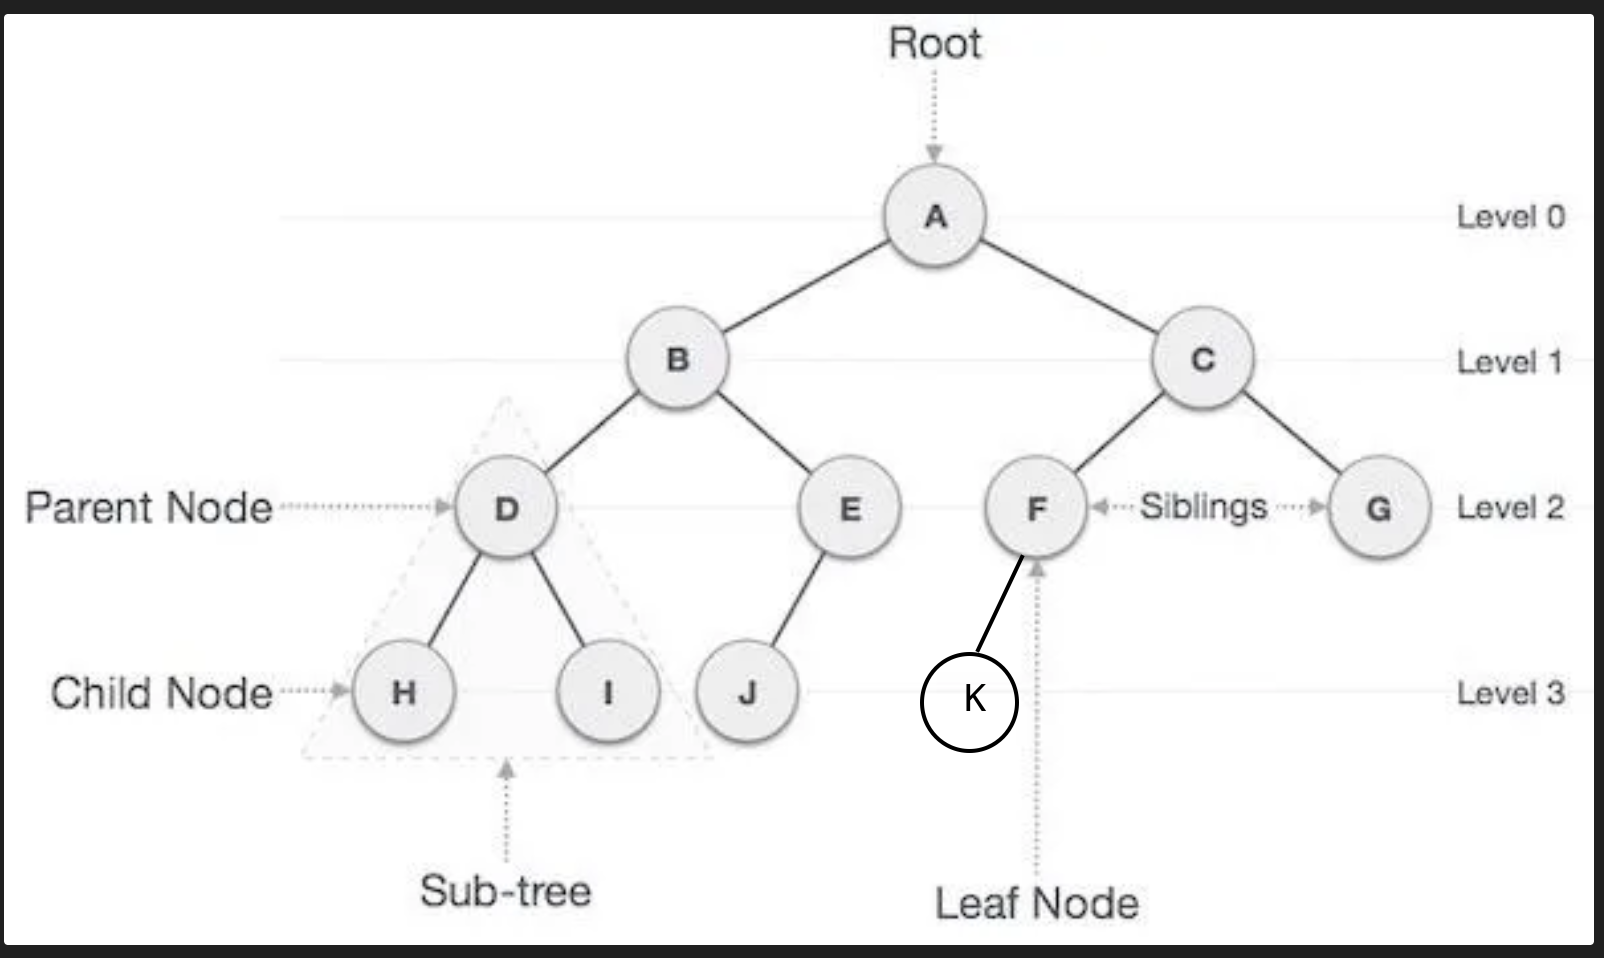 Root
A
Level 0
B
C
Level 1
Parent Node
D
E
F
Siblings
G
Level 2
Child Node
H
I
J
K
Level 3
Sub-tree
Leaf Node